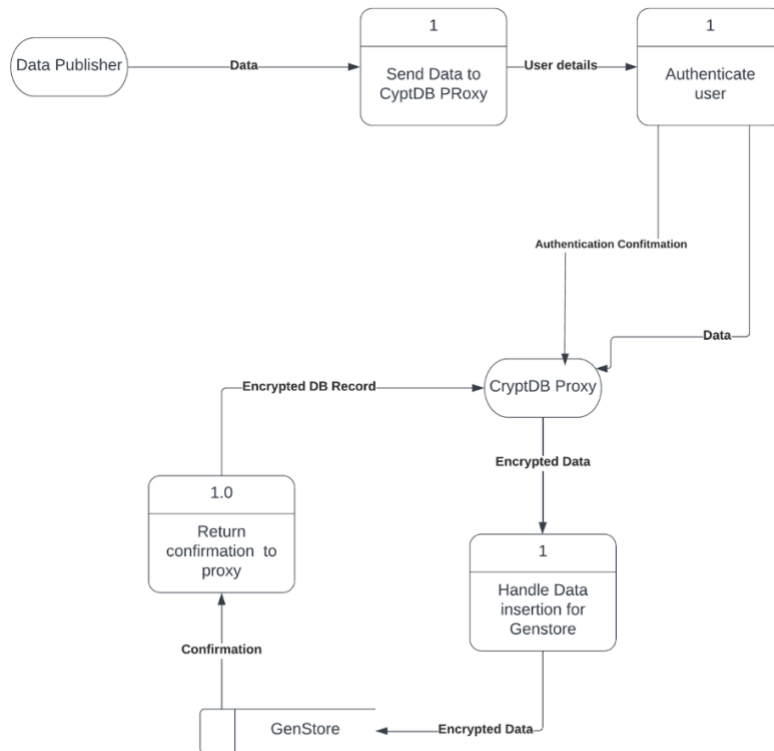 1
1
Data Publisher
Data
Send Data to
CyptDB PRoxy
User details
Authenticate
user
Authentication Confitmation
Data
Encrypted DB Record
CryptDB Proxy
Encrypted Data
1.0
Return
confirmation to
proxy
1
Handle Data
insertion for
Genstore
Confirmation
GenStore
Encrypted Data